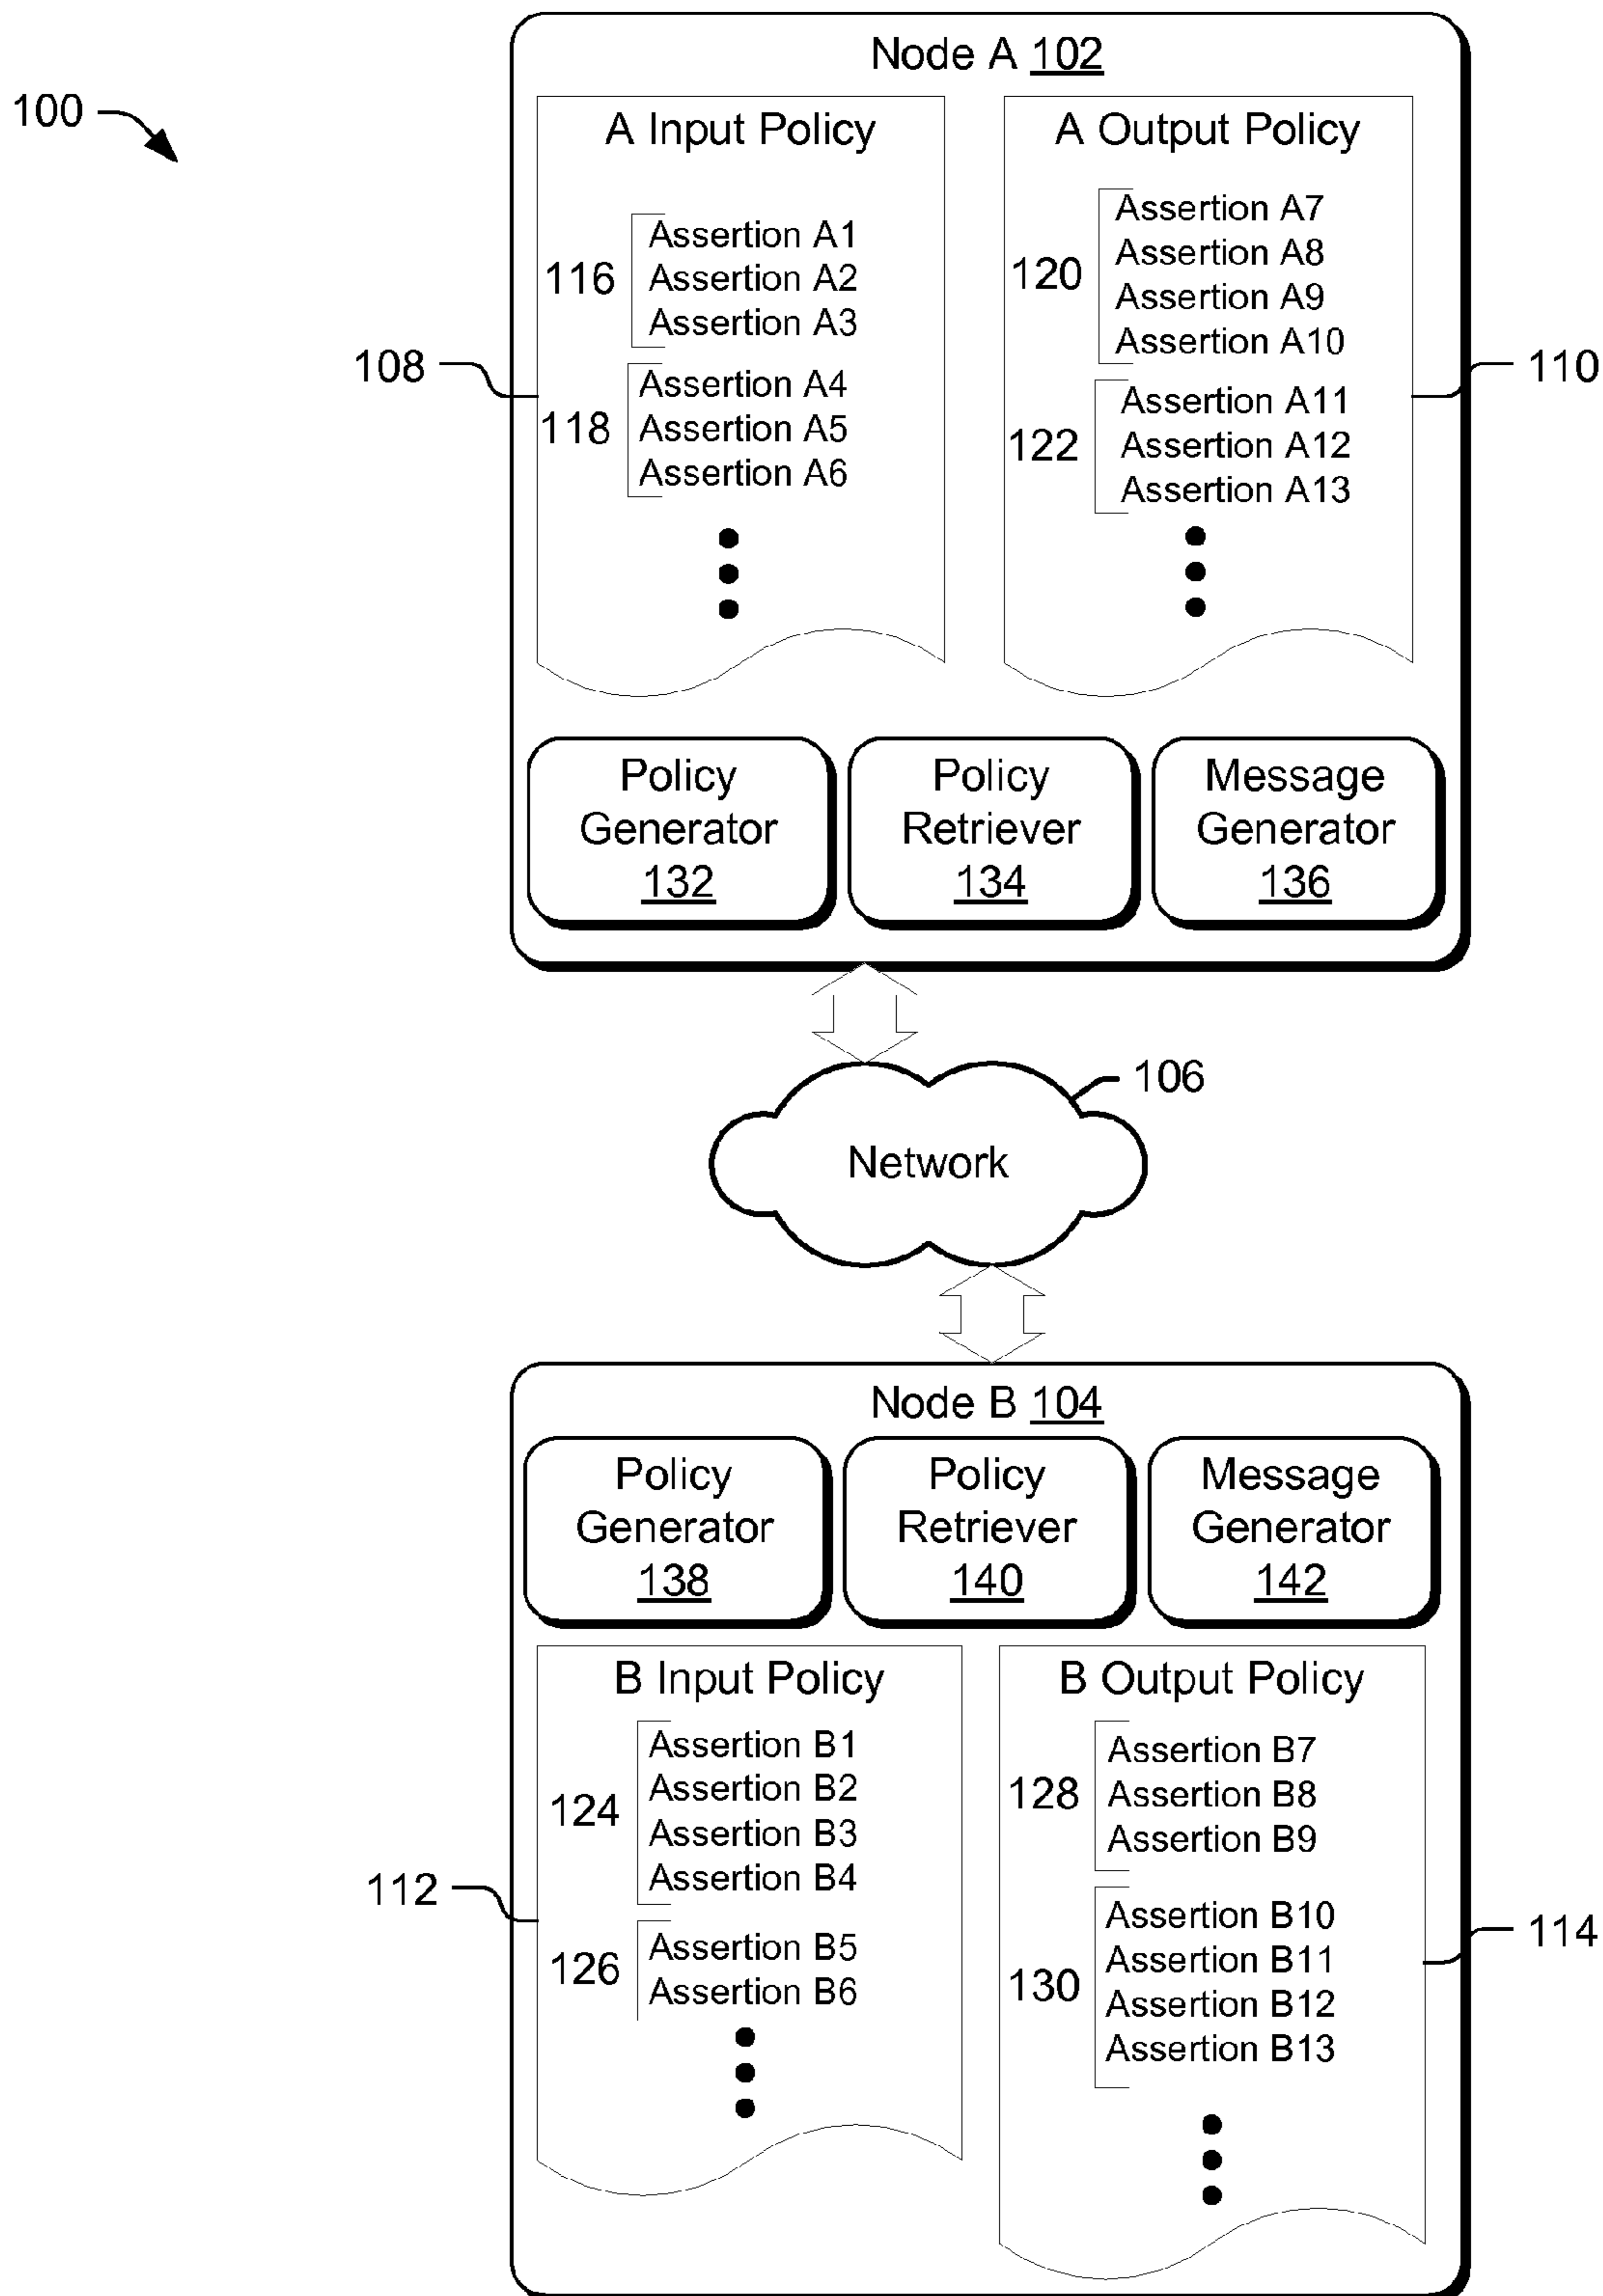 100
Node A 102
A Input Policy
116
Assertion A1
Assertion A2
Assertion A3
108
118
Assertion A4
Assertion A5
Assertion A6
A Output Policy
120
Assertion A7
Assertion A8
Assertion A9
Assertion A10
110
122
Assertion A11
Assertion A12
Assertion A13
Policy
Generator
132
Policy
Retriever
134
Message
Generator
136
106
Network
Node B 104
Policy
Generator
138
Policy
Retriever
140
Message
Generator
142
B Input Policy
124
Assertion B1
Assertion B2
Assertion B3
Assertion B4
112
126
Assertion B5
Assertion B6
B Output Policy
128
Assertion B7
Assertion B8
Assertion B9
130
Assertion B10
Assertion B11
Assertion B12
Assertion B13
114